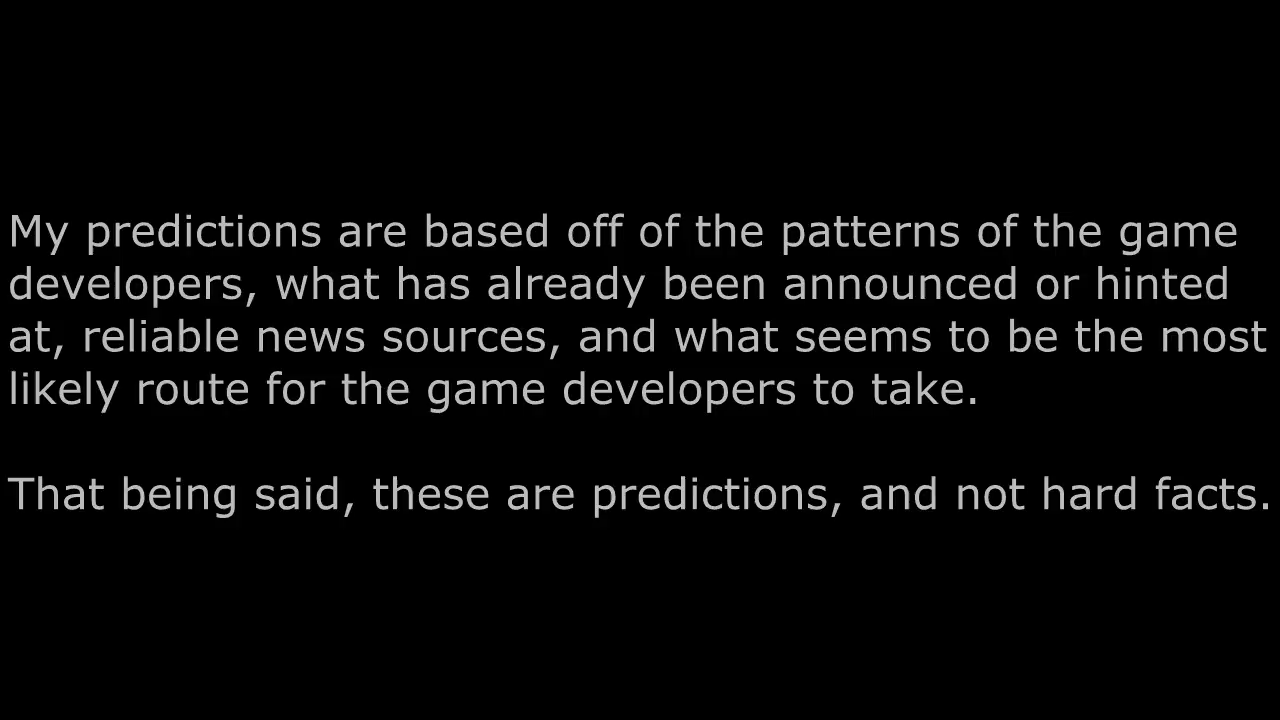 My predictions are based off of the patterns of the game
developers, what has already been announced or hinted
at, reliable news sources, and what seems to be the most
likely route for the game developers to take.
That being said, these are predictions, and not hard facts.